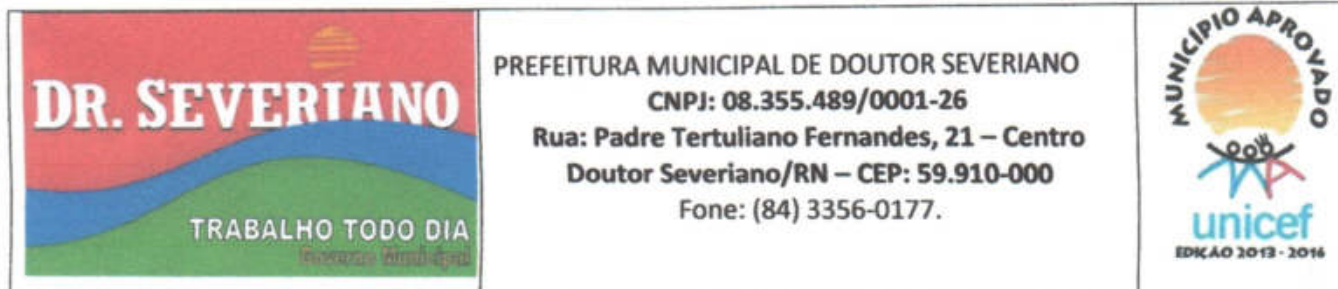 DR. SEVERIANO
TRABALHO TODO DIA
Governo Municipal
PREFEITURA MUNICIPAL DE DOUTOR SEVERIANO
CNPJ: 08.355.489/0001-26
Rua: Padre Tertuliano Fernandes, 21 – Centro
Doutor Severiano/RN – CEP: 59.910-000
Fone: (84) 3356-0177.
MUNICÍPIO APROVADO
unicef
EDIÇÃO 2013 - 2016